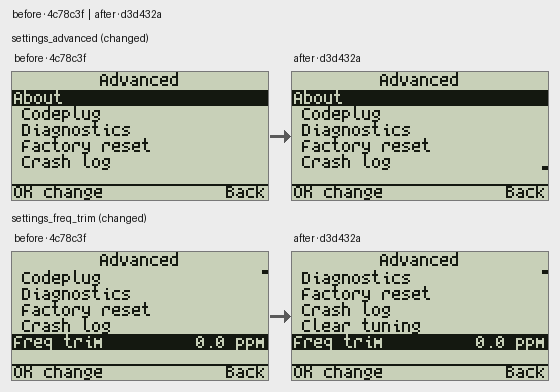 before · 4c78c3f | after · d3d432a
settings_advanced (changed)
before · 4c78c3f
after · d3d432a
Advanced
About
Codeplug
Diagnostics
Factory reset
Crash log
OK change Back
Advanced
About
Codeplug
Diagnostics
Factory reset
Crash log
OK change Back
settings_freq_trim (changed)
before · 4c78c3f
after · d3d432a
Advanced
Codeplug
Diagnostics
Factory reset
Crash log
Freq trim 0.0 ppm
OK change Back
Advanced
Diagnostics
Factory reset
Crash log
Clear tuning
Freq trim 0.0 ppm
OK change Back